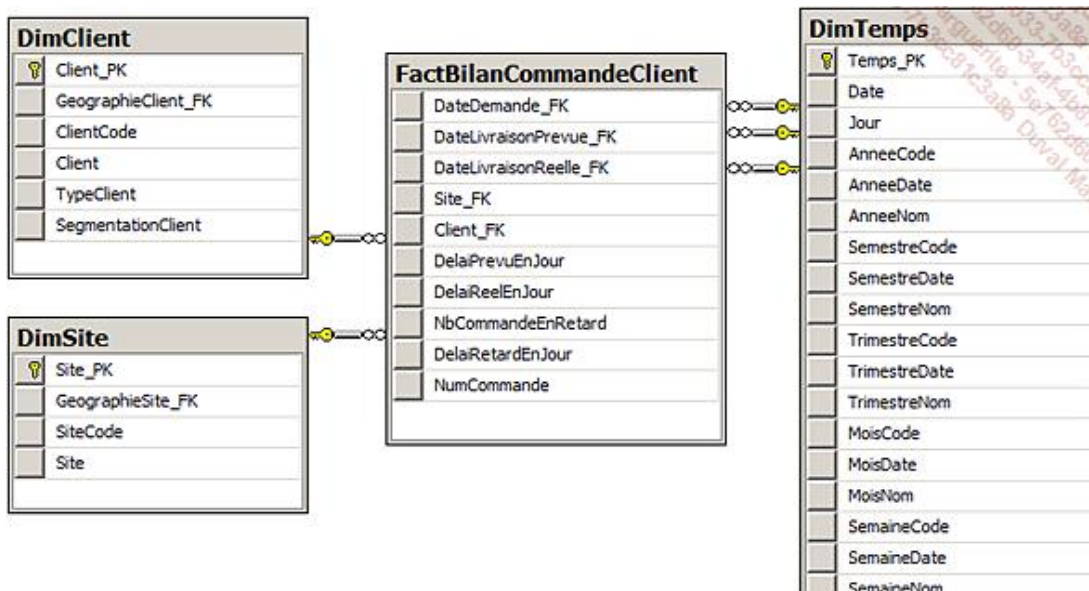 DimClient
Client_PK
GeographieClient_FK
ClientCode
Client
TypeClient
SegmentationClient
DimSite
Site_PK
GeographieSite_FK
SiteCode
Site
FactBilanCommandeClient
DateDemande_FK
DateLivraisonPrevue_FK
DateLivraisonReelle_FK
Site_FK
Client_FK
DelaiPrevuEnJour
DelaiReelEnJour
NbCommandeEnRetard
DelaiRetardEnJour
NumCommande
DimTemps
Temps_PK
Date
Jour
AnneeCode
AnneeDate
AnneeNom
SemestreCode
SemestreDate
SemestreNom
TrimestreCode
TrimestreDate
TrimestreNom
MoisCode
MoisDate
MoisNom
SemaineCode
SemaineDate
SemaineNom